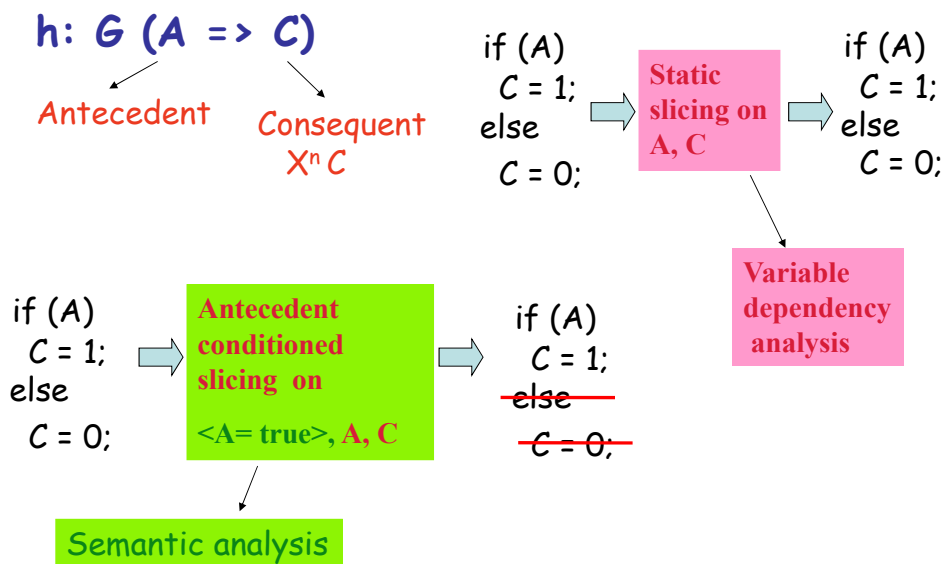 h: G (A => C)
Antecedent
Consequent
Xⁿ C
if (A)
C = 1;
else
C = 0;
Static
slicing on
A, C
if (A)
C = 1;
else
C = 0;
Variable
dependency
analysis
if (A)
C = 1;
else
C = 0;
Antecedent
conditioned
slicing on
<A= true>, A, C
if (A)
C = 1;
else
C = 0;
Semantic analysis